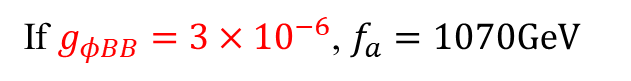 If g_{ϕBB} = 3 × 10^{−6}, f_a = 1070GeV